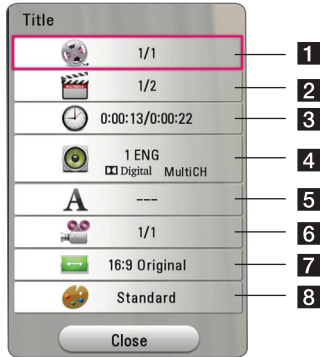 Title
1/1
1
1/2
2
0:00:13/0:00:22
3
1 ENG
Digital MultiCH
4
A
---
5
1/1
6
16:9 Original
7
Standard
8
Close